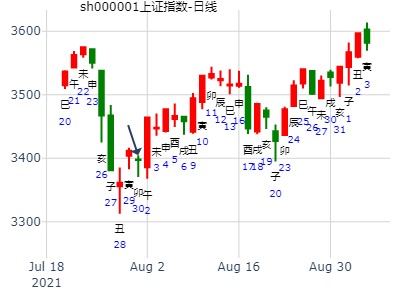 sh000001上证指数-日线
3600
3500
3400
3300
巳 20
午 21
未 22
申 23
亥 26
子 27
丑 28
寅 29
卯 30
午 2
未 3
申 4
酉 5
戌 6
丑 9
寅 10
卯 11
辰 12
巳 13
午 16
酉 17
戌 18
亥 19
子 20
卯 23
辰 24
巳 25
午 26
未 27
戌 30
亥 31
子 1
丑 2
寅 3
Jul 18
2021
Aug 2
Aug 16
Aug 30